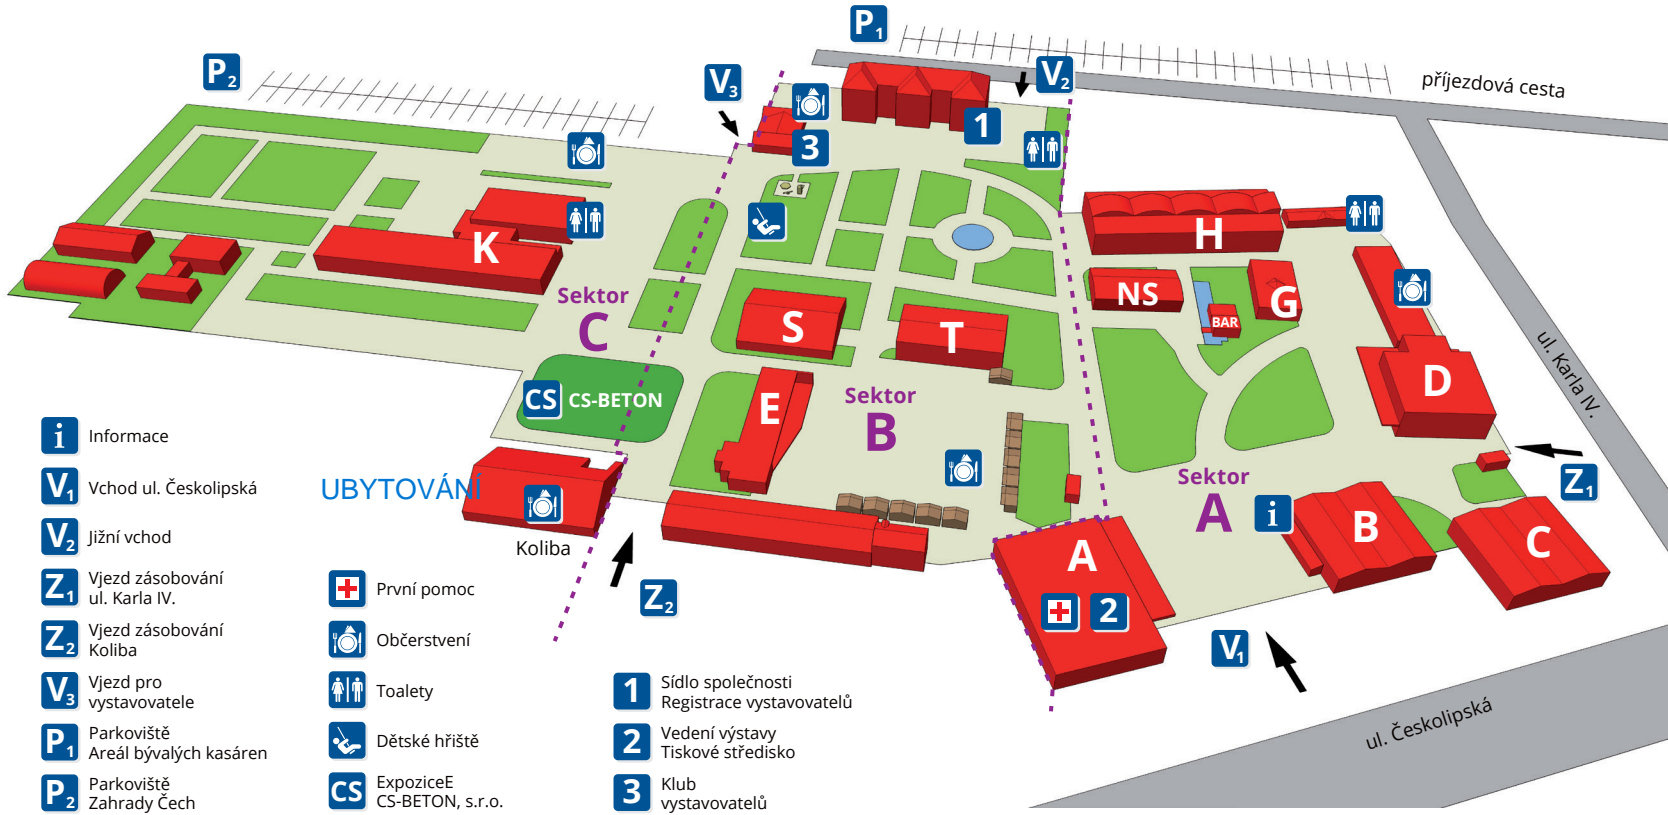 P1
P2
V3
V2
příjezdová cesta
1
3
K
H
NS
G
BAR
Sektor
C
S
T
D
ul. Karla IV.
CS
CS-BETON
E
Sektor
B
Sektor
A
Z1
i
B
C
A
2
UBYTOVÁNÍ
Koliba
Z2
V1
ul. Českolipská
i Informace
V1 Vchod ul. Českolipská
V2 Jižní vchod
Z1 Vjezd zásobování
ul. Karla IV.
Z2 Vjezd zásobování
Koliba
V3 Vjezd pro
vystavovatele
P1 Parkoviště
Areál bývalých kasáren
P2 Parkoviště
Zahrady Čech
První pomoc
Občerstvení
Toalety
Dětské hřiště
CS ExpoziceE
CS-BETON, s.r.o.
1 Sídlo společnosti
Registrace vystavovatelů
2 Vedení výstavy
Tiskové středisko
3 Klub
vystavovatelů